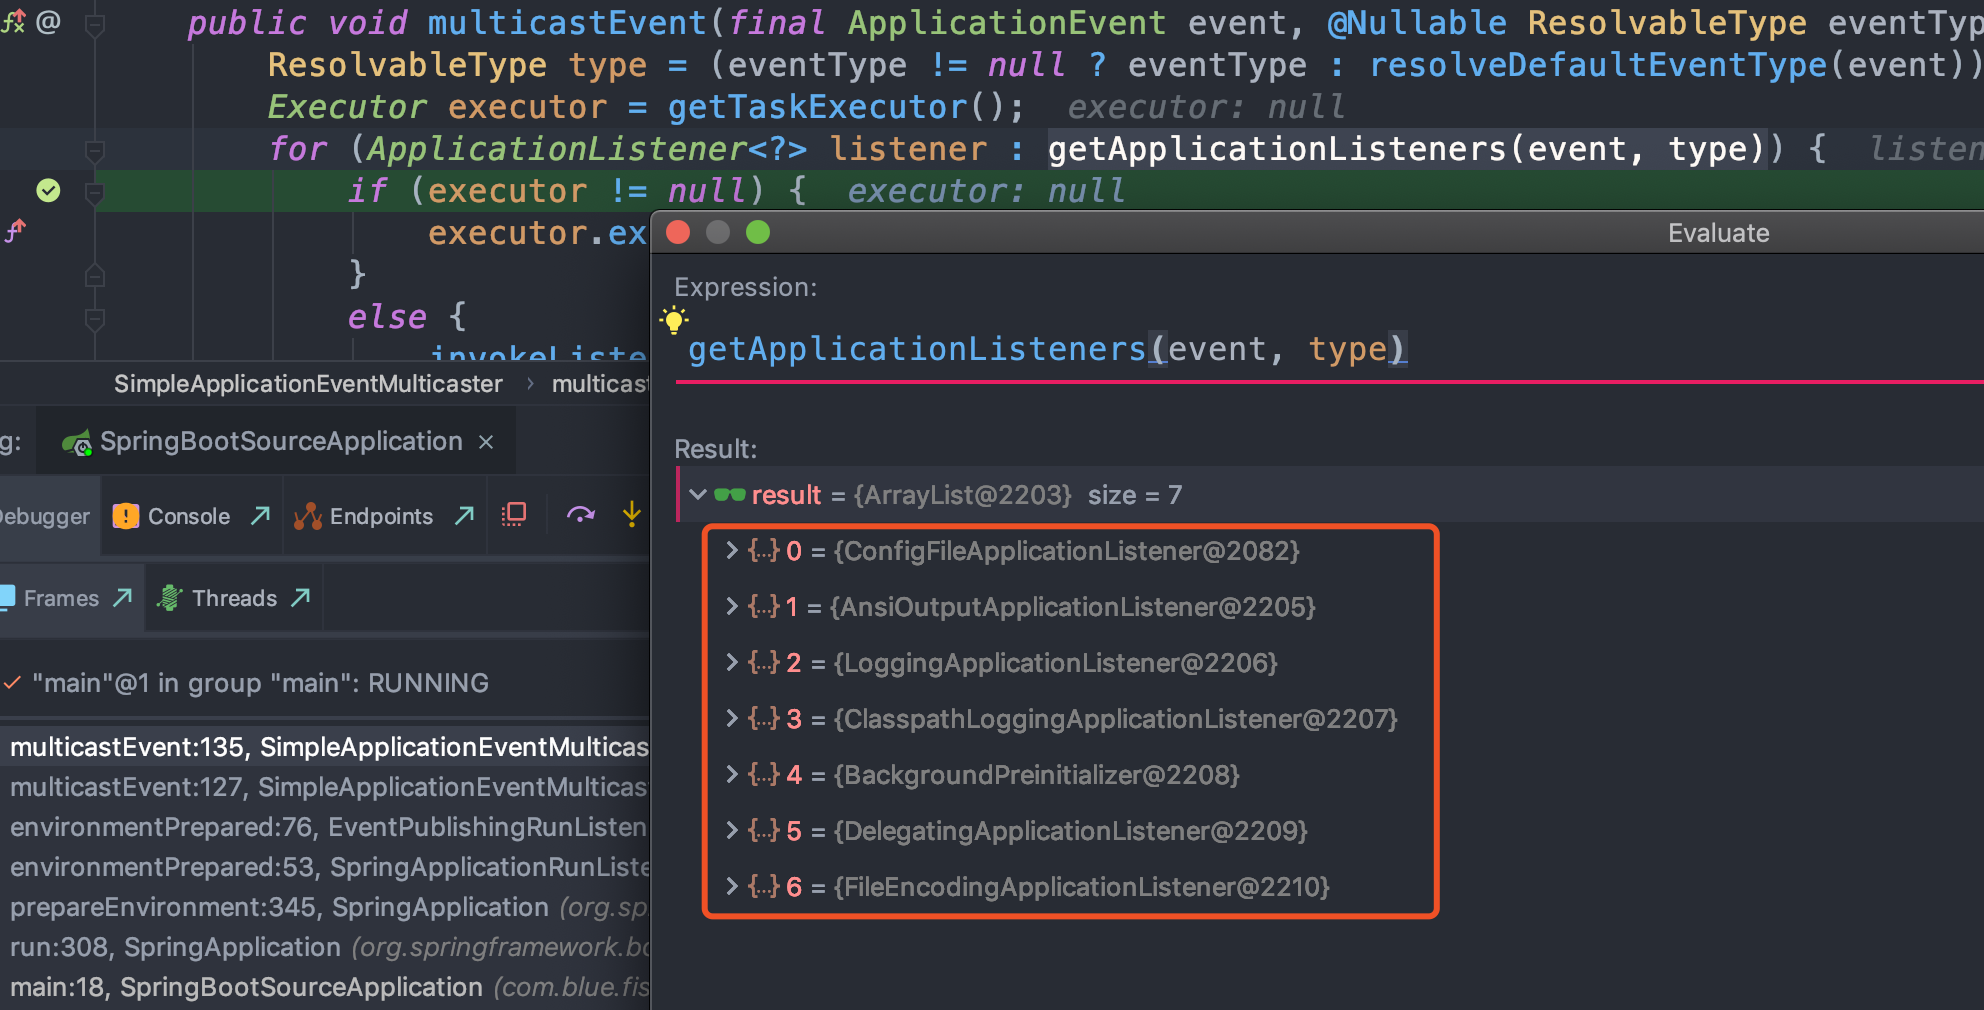 public void multicastEvent(final ApplicationEvent event, @Nullable ResolvableType eventTyp
ResolvableType type = (eventType != null ? eventType : resolveDefaultEventType(event))
Executor executor = getTaskExecutor();  executor: null
for (ApplicationListener<?> listener : getApplicationListeners(event, type)) {  listen
if (executor != null) {  executor: null
executor.ex
}
else {
invokeListe
SimpleApplicationEventMulticaster › multicast
g: SpringBootSourceApplication ×
Debugger Console Endpoints
Frames Threads
"main"@1 in group "main": RUNNING
multicastEvent:135, SimpleApplicationEventMulticas
multicastEvent:127, SimpleApplicationEventMulticas
environmentPrepared:76, EventPublishingRunListen
environmentPrepared:53, SpringApplicationRunListe
prepareEnvironment:345, SpringApplication (org.sp
run:308, SpringApplication (org.springframework.bo
main:18, SpringBootSourceApplication (com.blue.fis
Evaluate
Expression:
getApplicationListeners(event, type)
Result:
result = {ArrayList@2203} size = 7
{...} 0 = {ConfigFileApplicationListener@2082}
{...} 1 = {AnsiOutputApplicationListener@2205}
{...} 2 = {LoggingApplicationListener@2206}
{...} 3 = {ClasspathLoggingApplicationListener@2207}
{...} 4 = {BackgroundPreinitializer@2208}
{...} 5 = {DelegatingApplicationListener@2209}
{...} 6 = {FileEncodingApplicationListener@2210}